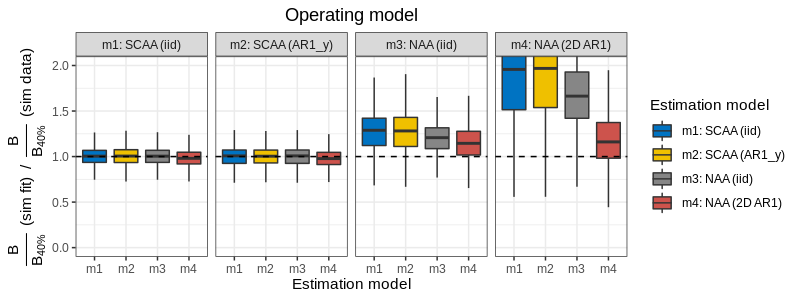 Operating model
m1: SCAA (iid)
m2: SCAA (AR1_y)
m3: NAA (iid)
m4: NAA (2D AR1)
B / B40% (sim fit) / B / B40% (sim data)
2.0
1.5
1.0
0.5
0.0
m1 m2 m3 m4
m1 m2 m3 m4
m1 m2 m3 m4
m1 m2 m3 m4
Estimation model
Estimation model
m1: SCAA (iid)
m2: SCAA (AR1_y)
m3: NAA (iid)
m4: NAA (2D AR1)